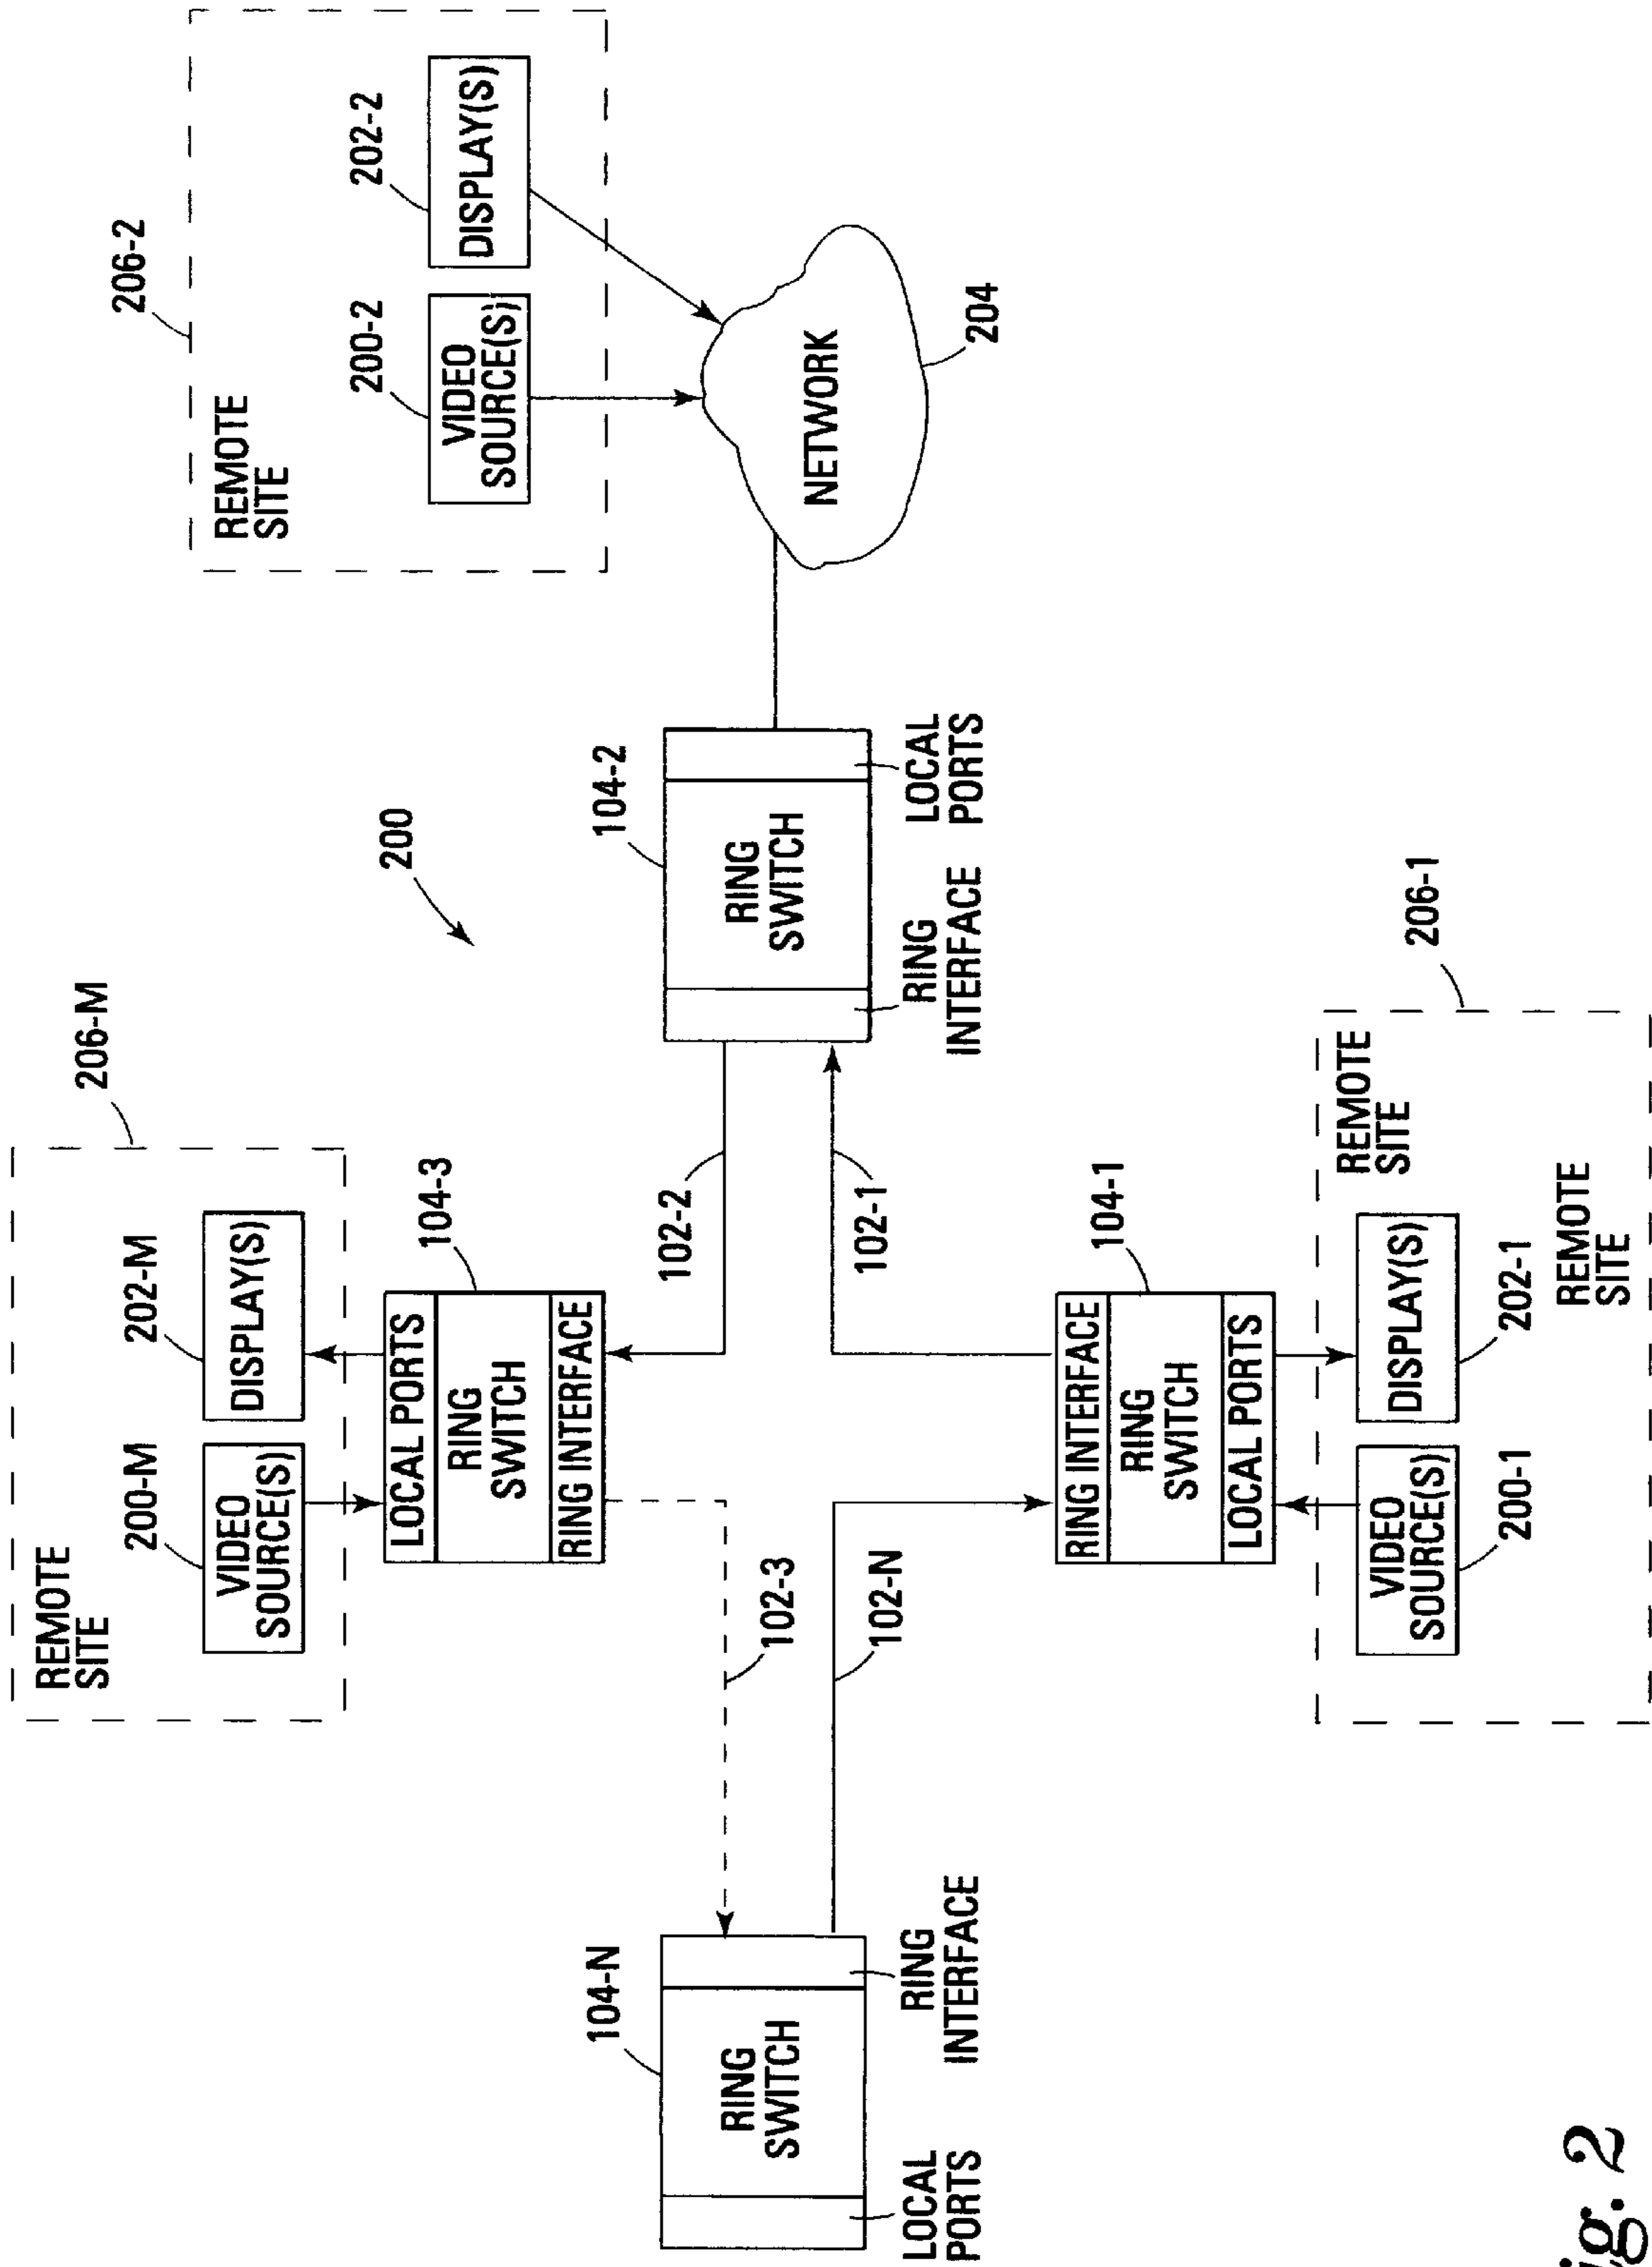 206-2
REMOTE
SITE
200-2
202-2
VIDEO
SOURCE(S)
DISPLAY(S)
NETWORK
204
200
104-2
RING
SWITCH
RING
INTERFACE
LOCAL
PORTS
206-M
REMOTE
SITE
200-M
202-M
VIDEO
SOURCE(S)
DISPLAY(S)
104-3
LOCAL PORTS
RING
SWITCH
RING INTERFACE
102-2
102-1
102-3
102-N
104-N
RING
SWITCH
LOCAL
PORTS
RING
INTERFACE
104-1
RING INTERFACE
RING
SWITCH
LOCAL PORTS
206-1
REMOTE
SITE
VIDEO
SOURCE(S)
DISPLAY(S)
200-1
202-1
REMOTE
SITE
ig. 2